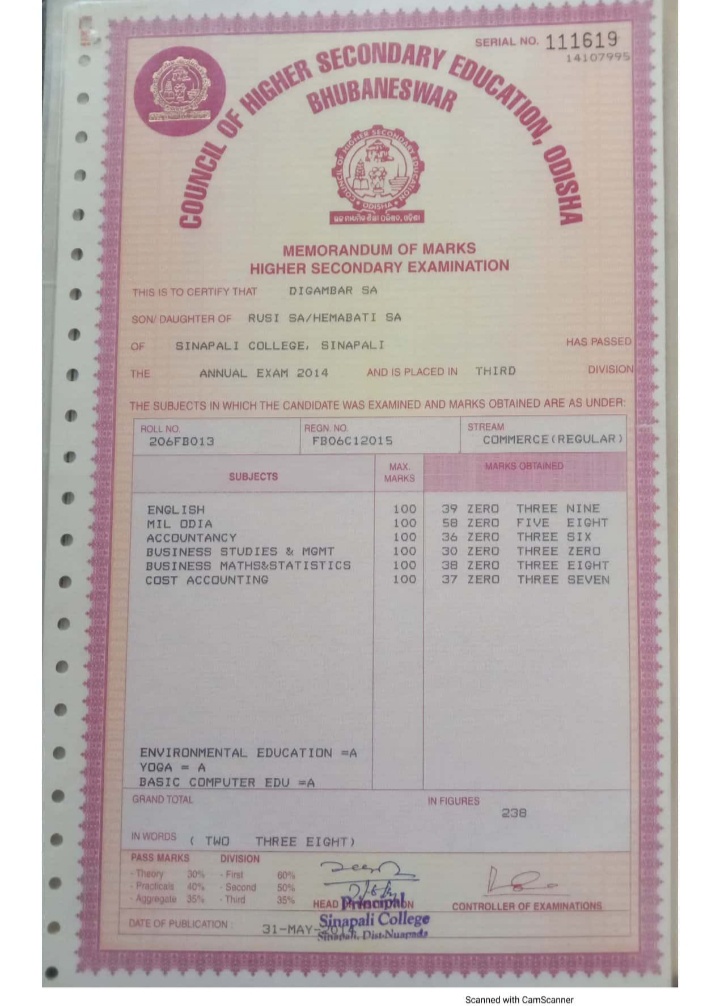 SERIAL NO. 111619
14107995
COUNCIL OF HIGHER SECONDARY EDUCATION, ODISHA
BHUBANESWAR
MEMORANDUM OF MARKS
HIGHER SECONDARY EXAMINATION
THIS IS TO CERTIFY THAT DIGAMBAR SA
SON/DAUGHTER OF RUSI SA/HEMABATI SA
OF SINAPALI COLLEGE, SINAPALI HAS PASSED
THE ANNUAL EXAM 2014 AND IS PLACED IN THIRD DIVISION
THE SUBJECTS IN WHICH THE CANDIDATE WAS EXAMINED AND MARKS OBTAINED ARE AS UNDER:
ROLL NO. REGN. NO. STREAM
206FB013 FB06C12015 COMMERCE(REGULAR)
SUBJECTS MAX. MARKS MARKS OBTAINED
ENGLISH 100 39 ZERO THREE NINE
MIL ODIA 100 58 ZERO FIVE EIGHT
ACCOUNTANCY 100 36 ZERO THREE SIX
BUSINESS STUDIES & MGMT 100 30 ZERO THREE ZERO
BUSINESS MATHS&STATISTICS 100 38 ZERO THREE EIGHT
COST ACCOUNTING 100 37 ZERO THREE SEVEN
ENVIRONMENTAL EDUCATION =A
YOGA = A
BASIC COMPUTER EDU =A
GRAND TOTAL IN FIGURES
238
IN WORDS ( TWO THREE EIGHT)
PASS MARKS DIVISION
- Theory 30% - First 60%
- Practicals 40% - Second 50%
- Aggregate 35% - Third 35%
HEAD Principal CONTROLLER OF EXAMINATIONS
Sinapali College
DATE OF PUBLICATION : 31-MAY-2014
Sinapali, Dist-Nuapada
Scanned with CamScanner